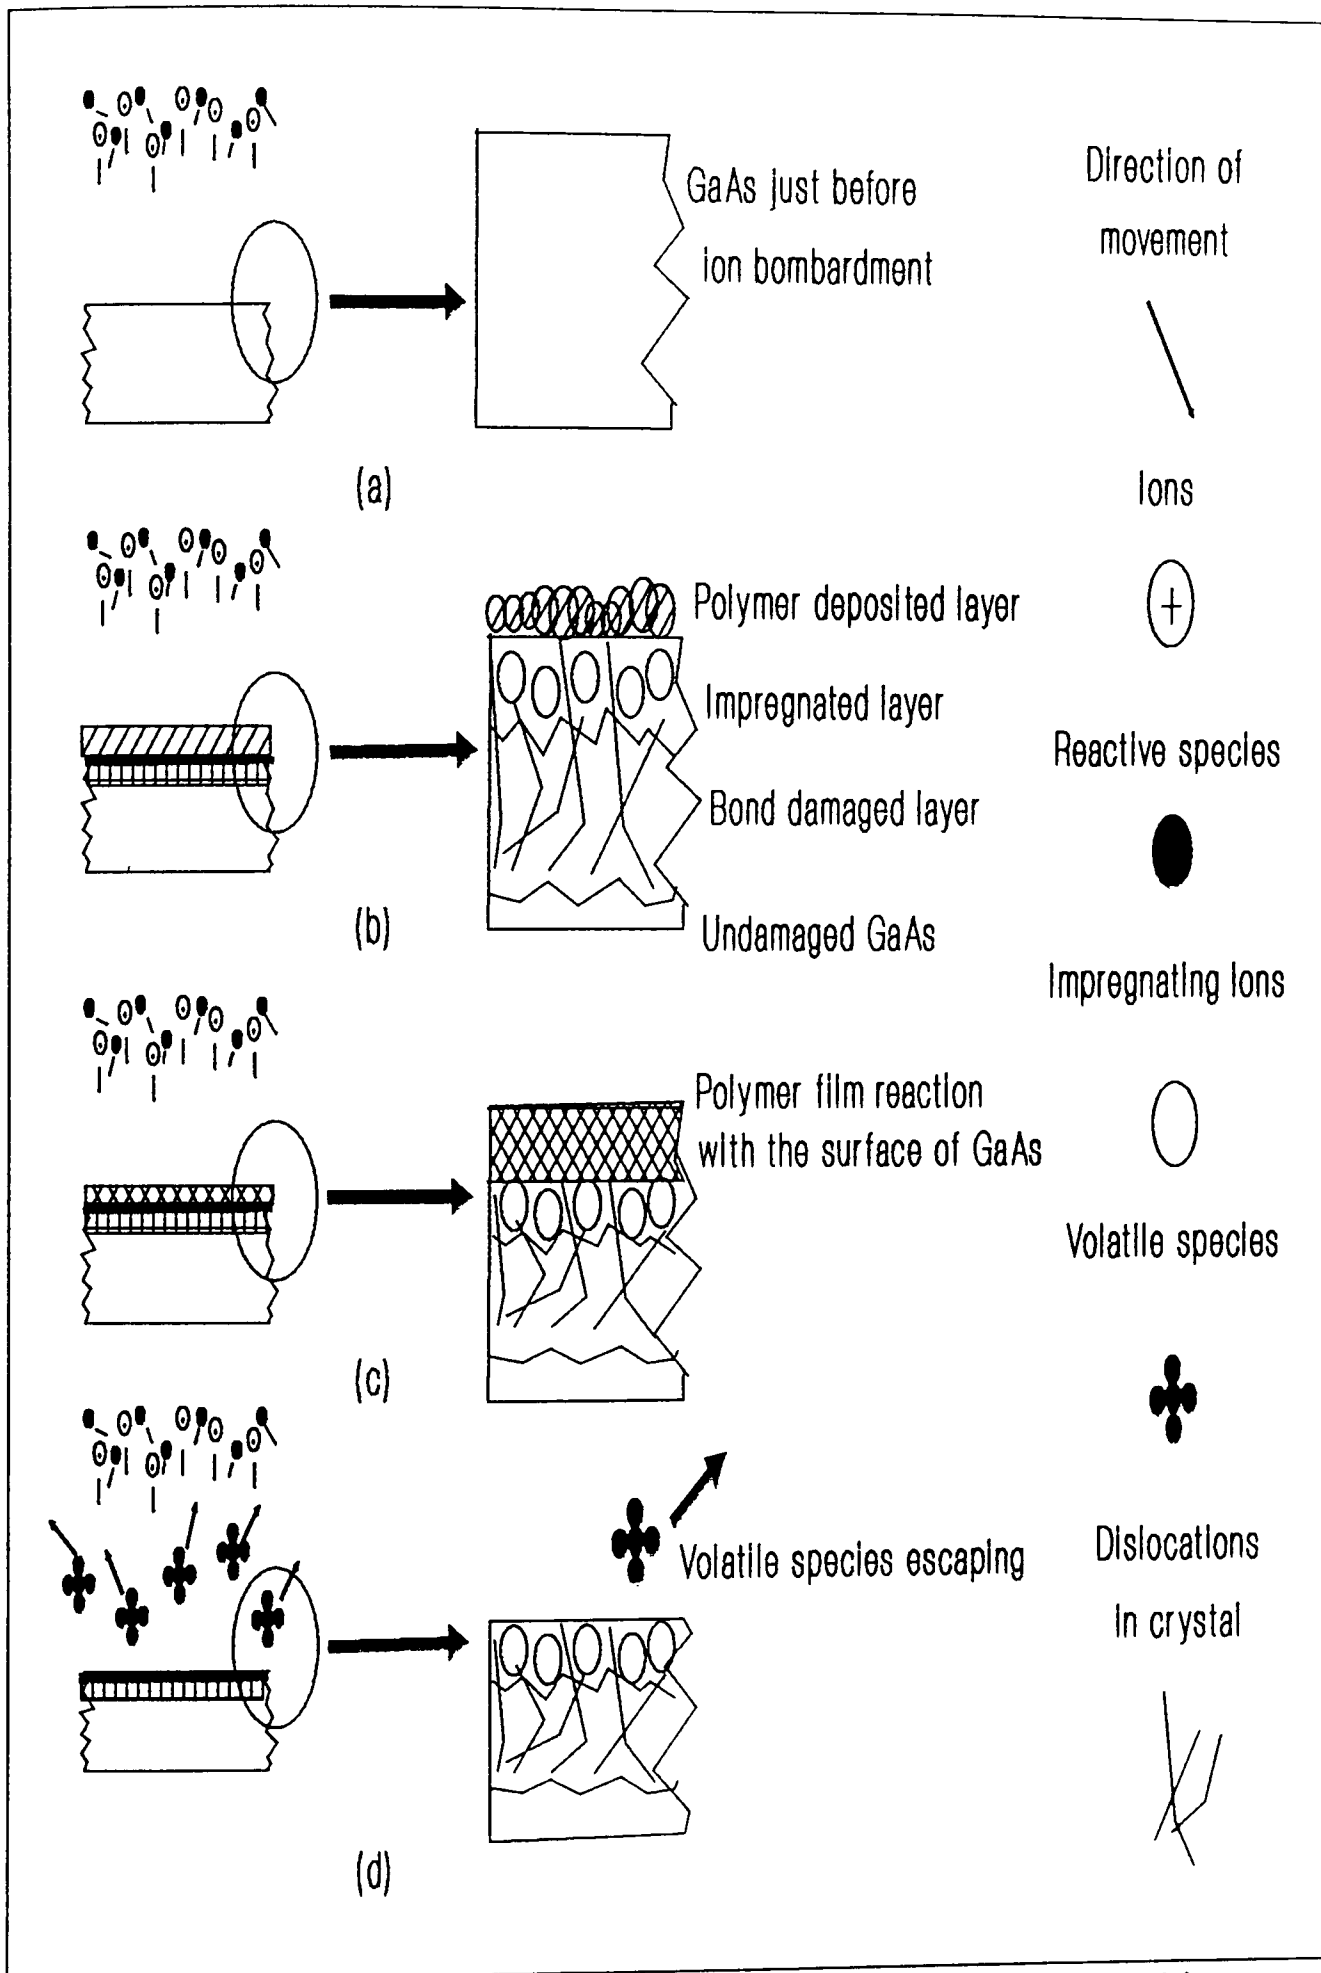 GaAs just before
ion bombardment
(a)
Polymer deposited layer
Impregnated layer
Bond damaged layer
Undamaged GaAs
(b)
Polymer film reaction
with the surface of GaAs
(c)
Volatile species escaping
(d)
Direction of
movement
Ions
+
Reactive species
Impregnating Ions
Volatile species
Dislocations
in crystal